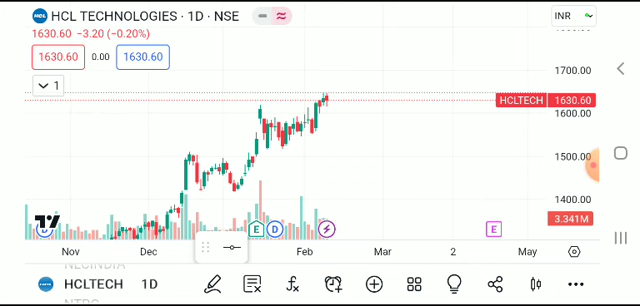 HCL TECHNOLOGIES · 1D · NSE
INR
1630.60 −3.20 (−0.20%)
1630.60 0.00 1630.60
1
1700.00
HCLTECH 1630.60
1600.00
1500.00
1400.00
3.341M
D E D E
Nov Dec Feb Mar 2 May
NLCINDIA
HCLTECH 1D
NTPC